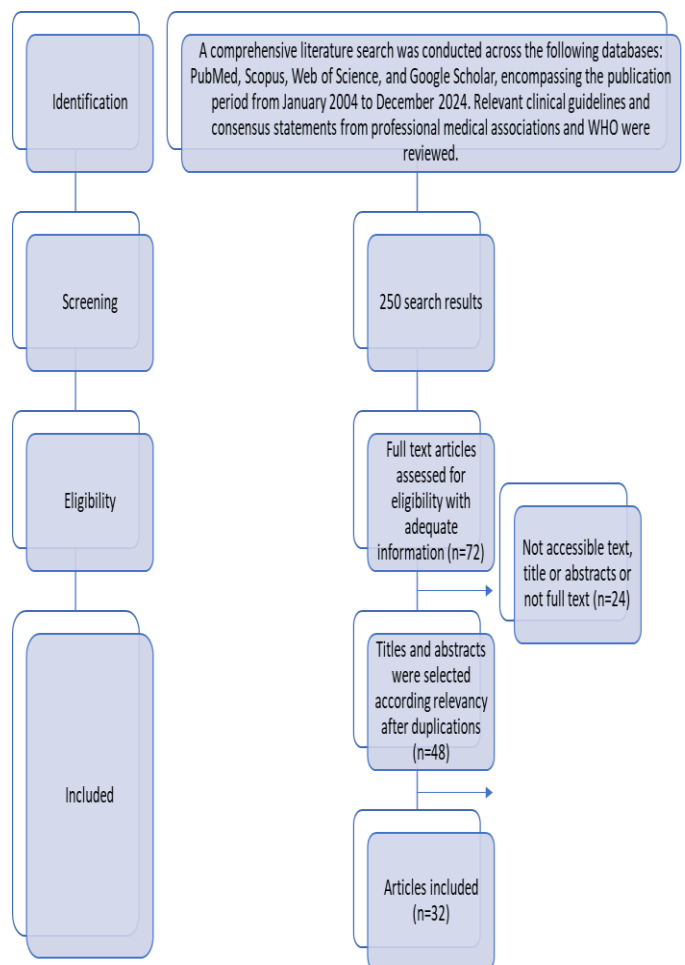 Identification
A comprehensive literature search was conducted across the following databases:
PubMed, Scopus, Web of Science, and Google Scholar, encompassing the publication
period from January 2004 to December 2024. Relevant clinical guidelines and
consensus statements from professional medical associations and WHO were
reviewed.
Screening
250 search results
Eligibility
Full text articles
assessed for
eligibility with
adequate
information (n=72)
Not accessible text,
title or abstracts or
not full text (n=24)
Included
Titles and abstracts
were selected
according relevancy
after duplications
(n=48)
Articles included
(n=32)